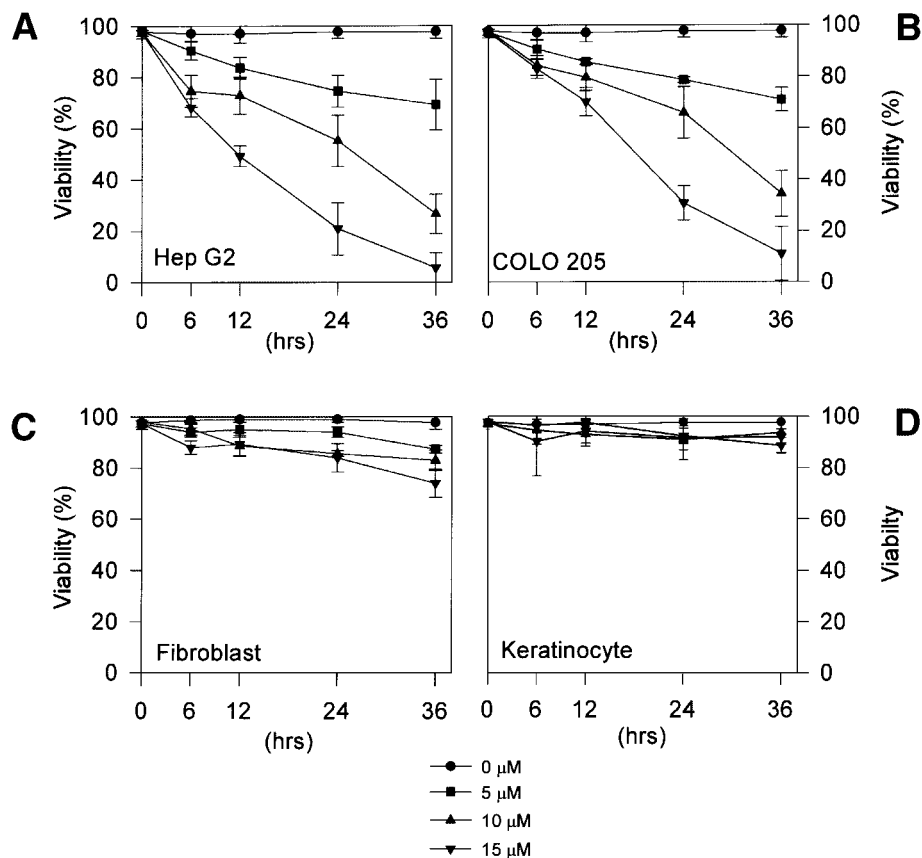 A
B
Viability (%)
100
80
60
40
20
0
Hep G2
0 6 12 24 36
(hrs)
COLO 205
0 6 12 24 36
(hrs)
100
80
60
40
20
0
Viability (%)
C
D
Viability (%)
100
80
60
40
20
0
Fibroblast
0 6 12 24 36
(hrs)
Keratinocyte
0 6 12 24 36
(hrs)
100
80
60
40
20
0
Viabilty
0 μM
5 μM
10 μM
15 μM